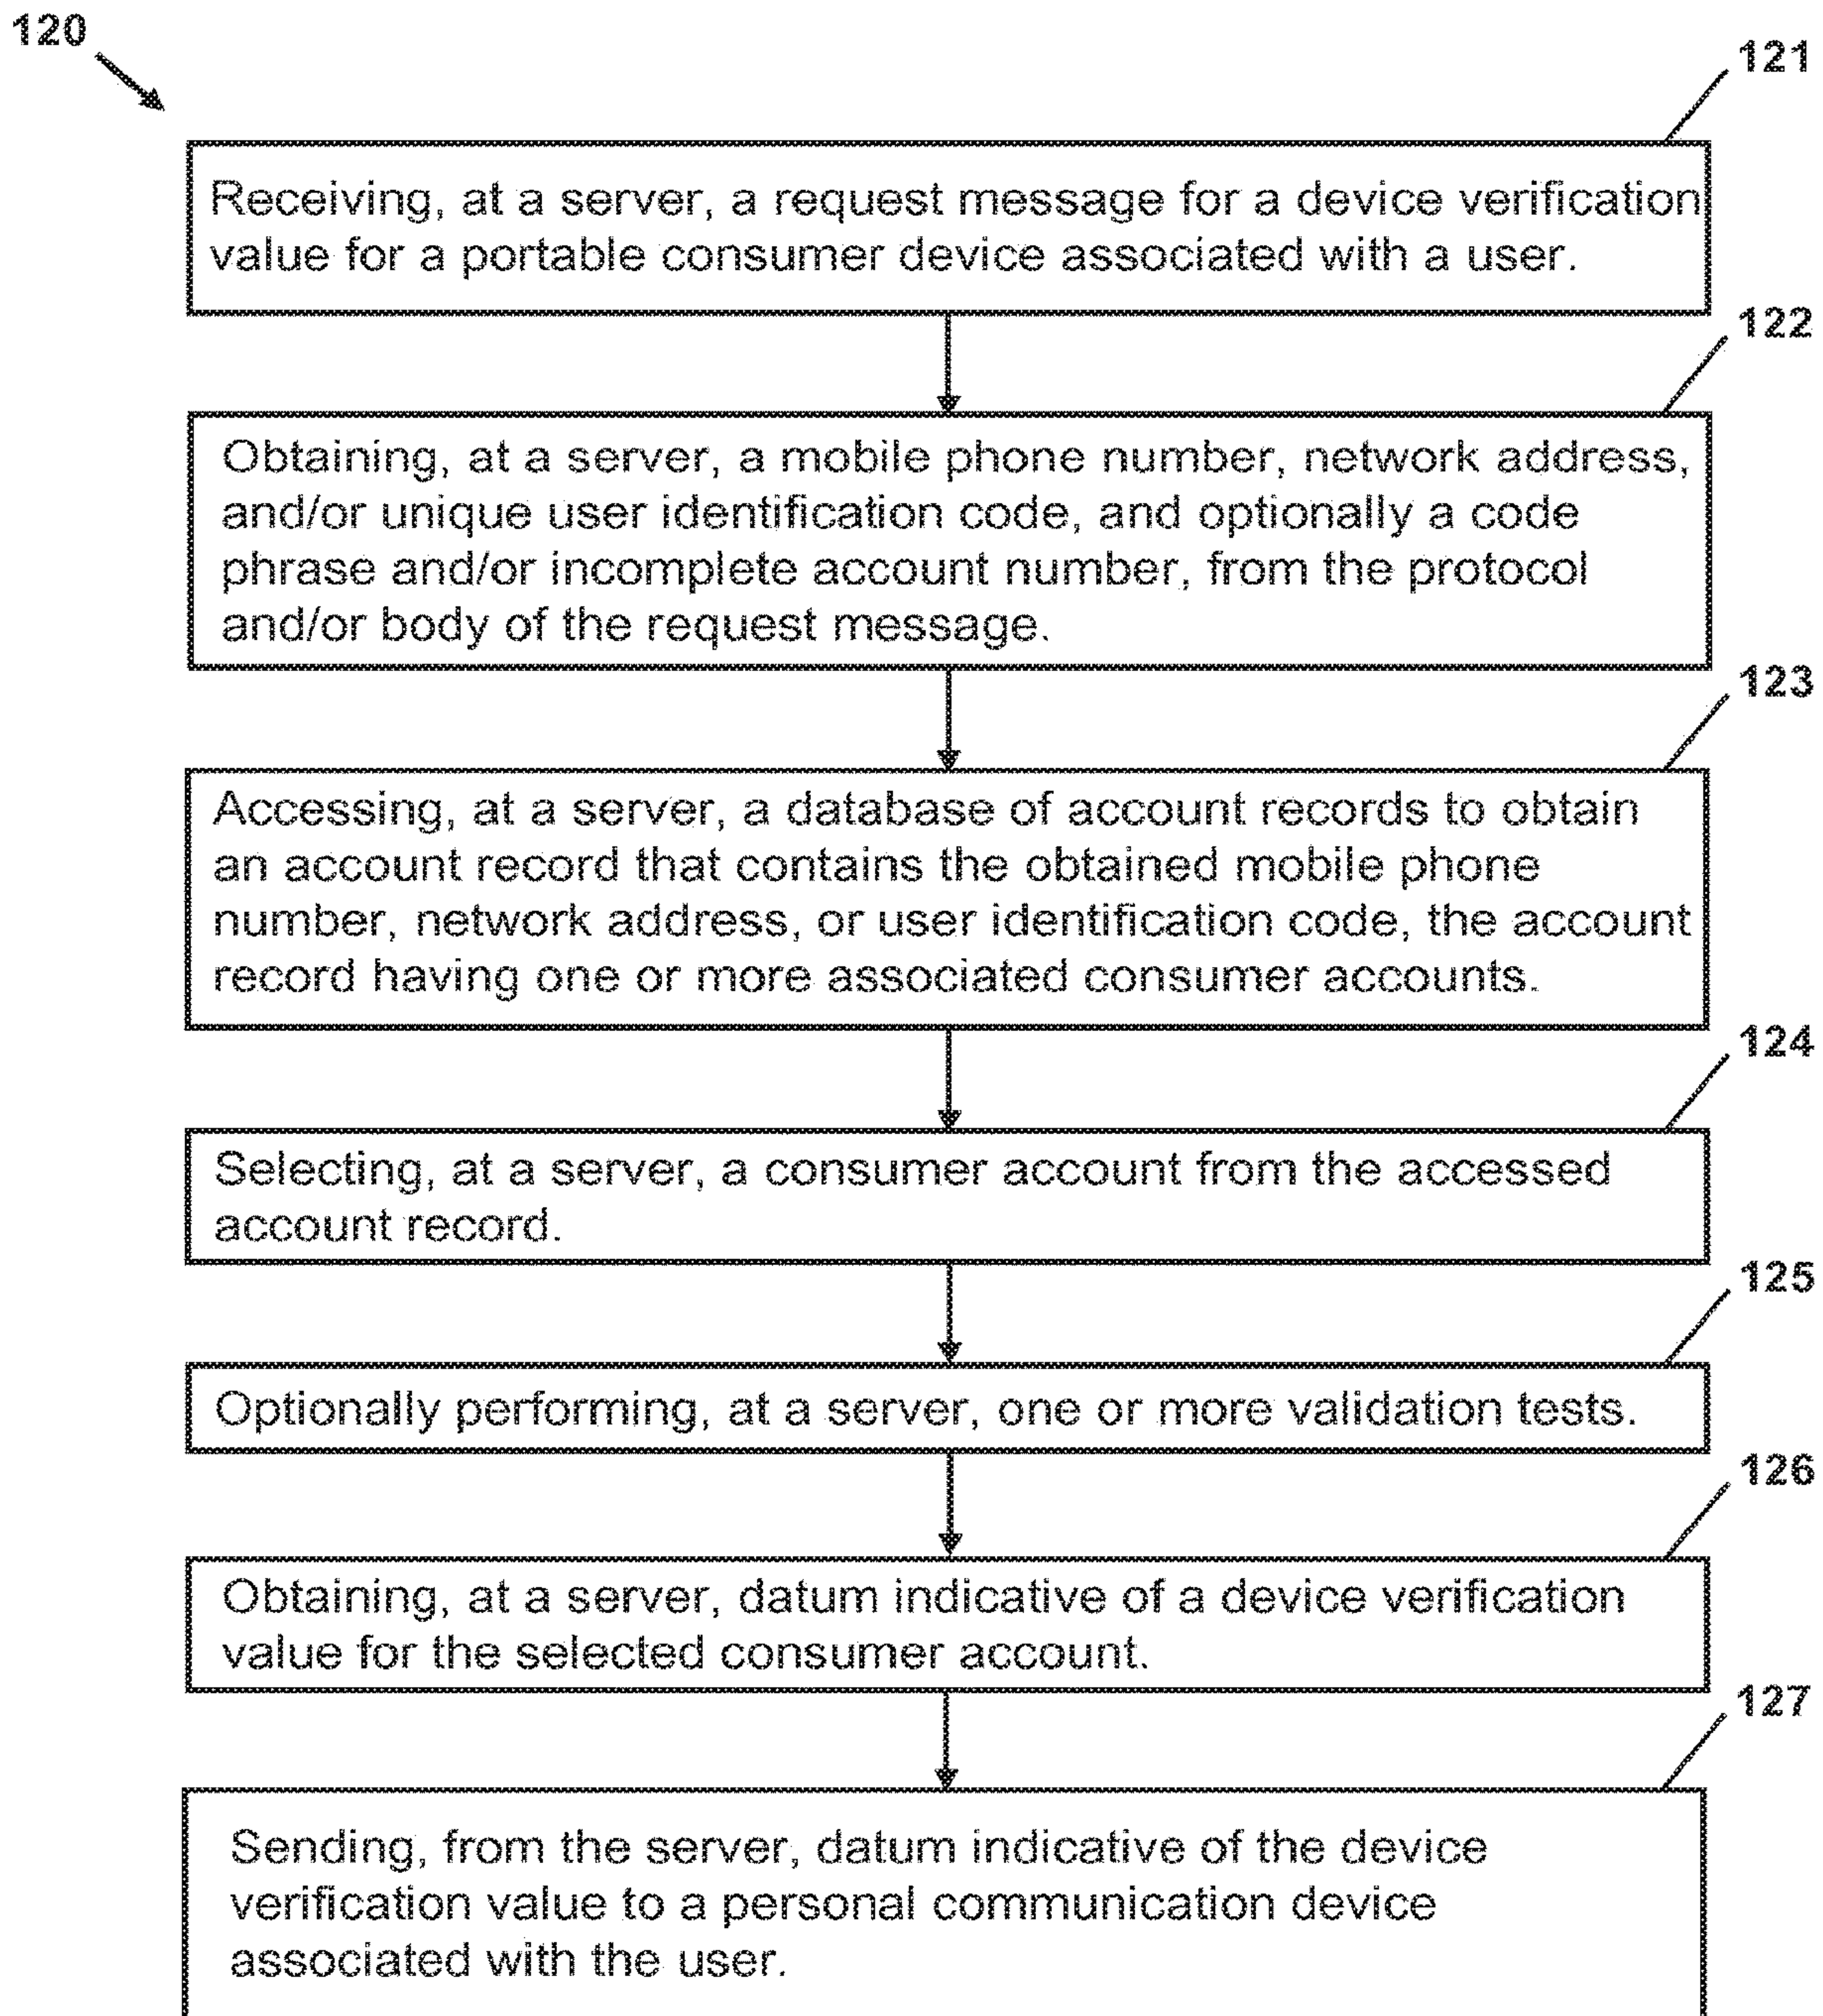 120
121
Receiving, at a server, a request message for a device verification
value for a portable consumer device associated with a user.
122
Obtaining, at a server, a mobile phone number, network address,
and/or unique user identification code, and optionally a code
phrase and/or incomplete account number, from the protocol
and/or body of the request message.
123
Accessing, at a server, a database of account records to obtain
an account record that contains the obtained mobile phone
number, network address, or user identification code, the account
record having one or more associated consumer accounts.
124
Selecting, at a server, a consumer account from the accessed
account record.
125
Optionally performing, at a server, one or more validation tests.
126
Obtaining, at a server, datum indicative of a device verification
value for the selected consumer account.
127
Sending, from the server, datum indicative of the device
verification value to a personal communication device
associated with the user.